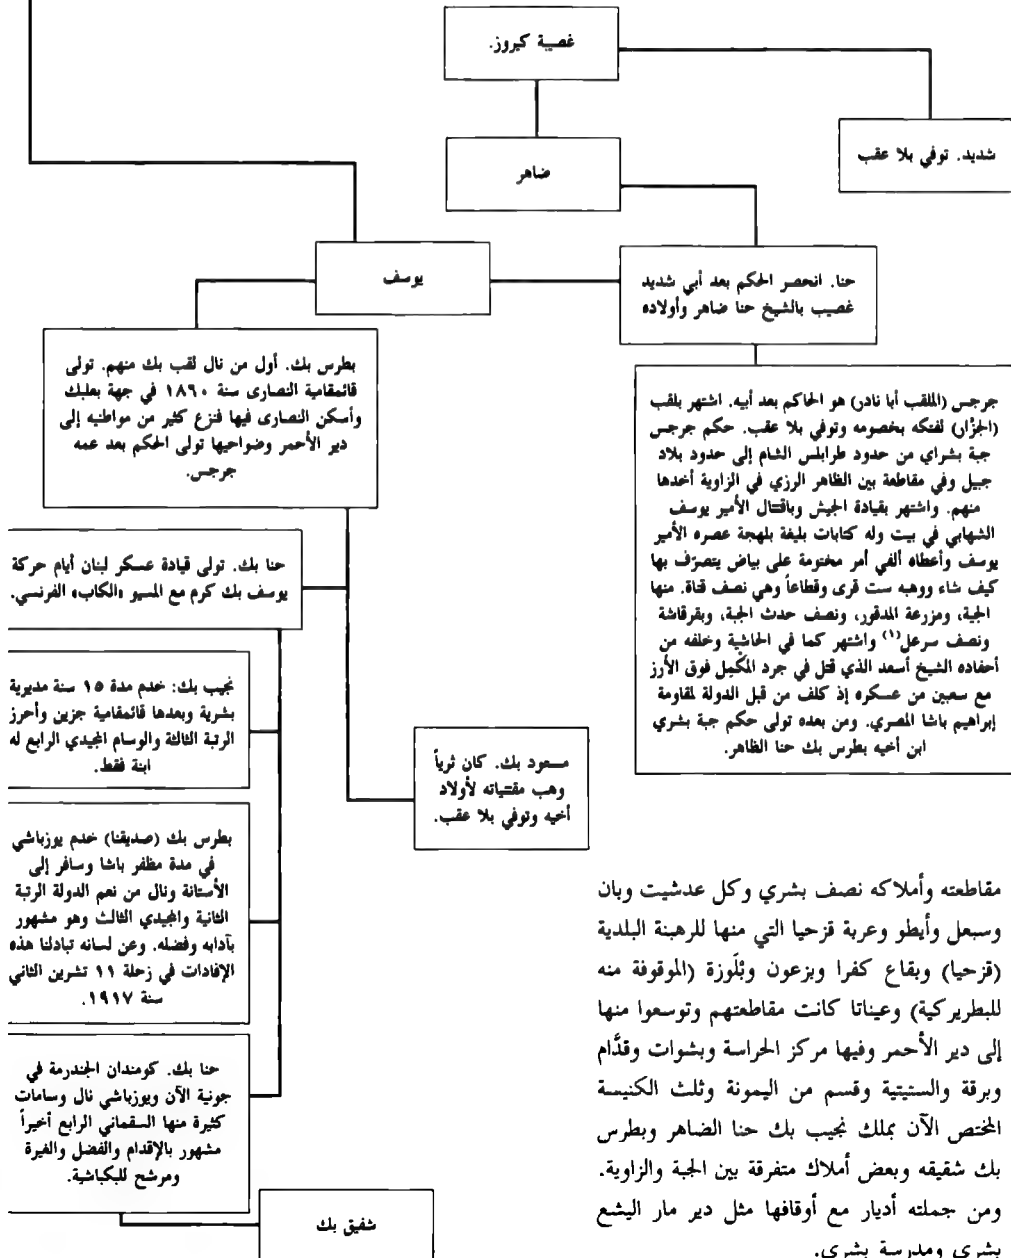 غصيبة كيروز.
شديد. توفي بلا عقب
ضاهر
حنا. انحصر الحكم بعد أبي شديد
غصيب بالشيخ حنا ضاهر وأولاده
يوسف
جرجس (الملقب أبا نادر) هو الحاكم بعد أبيه. اشتهر بلقب
(الجزّار) لفتكه بخصومه وتوفي بلا عقب. حكم جرجس
جبة بشراي من حدود طرابلس الشام إلى حدود بلاد
جبيل وفي مقاطعة بين الظاهر الرزي في الزاوية أخدها
منهم. واشتهر بقيادة الجيش وباقتتال الأمير يوسف
الشهابي في بيت وله كتابات بليغة بلهجة عصره الأمير
يوسف وأعطاه ألفي أمر مختومة على بياض يتصرّف بها
كيف شاء ووهبه ست قرى وقطاعاً وهي نصف قناة. منها
الجية، ومزرعة المدقور، ونصف حدث الجبة، وبقرقاشة
ونصف سرعل(١) واشتهر كما في الحاشية وخلفه من
أحفاده الشيخ أسعد الذي قتل في جرد المكْمِل فوق الأرز
مع سعبين من عسكره إذ كلف من قبل الدولة لمقاومة
إبراهيم باشا المصري. ومن بعده تولى حكم جبة بشري
ابن أخيه بطرس بك حنا الظاهر.
بطرس بك. أول من نال لقب بك منهم. تولى
قائمقامية النصارى سنة ١٨٦٠ في جهة بعلبك
وأسكن النصارى فيها فنزع كثير من مواطنيه إلى
دير الأحمر وضواحيها تولى الحكم بعد عمه
جرجس.
حنا بك. تولى قيادة عسكر لبنان أيام حركة
يوسف بك كرم مع المسيو «الكاب» الفرنسي.
نجيب بك: خدم مدة ١٥ سنة مديرية
بشرية وبعدها قائمقامية جزين وأحرز
الرتبة الثالثة والوسام المجيدي الرابع له
ابنة فقط.
مسعود بك. كان ثرياً
وهب مقتنياته لأولاد
أخيه وتوفي بلا عقب.
بطرس بك (صديقنا) خدم يوزباشي
في مدة مظفر باشا وسافر إلى
الأستانة ونال من نعم الدولة الرتبة
الثانية والمجيدي الثالث وهو مشهور
بآدابه وفضله. وعن لسانه تبادلنا هذه
الإفادات في زحلة ١١ تشرين الثاني
سنة ١٩١٧.
حنا بك. كومندان الجندرمة في
جونية الآن ويوزباشي نال وسامات
كثيرة منها السقماني الرابع أخيراً
مشهور بالإقدام والفضل والغيرة
ومرشح للبكباشية.
شفيق بك
مقاطعته وأملاكه نصف بشري وكل عدشيت وبان
وسبعل وأيطو وعربة قزحيا التي منها للرهبنة البلدية
(قزحيا) وبقاع كفرا وبزعون وبْلَوزة (الموقوفة منه
للبطريركية) وعيناتا كانت مقاطعتهم وتوسعوا منها
إلى دير الأحمر وفيها مركز الحراسة وبشوات وقدَّام
وبرقة والستيتية وقسم من اليمونة وثلث الكنيسة
المختص الآن بملك نجيب بك حنا الضاهر وبطرس
بك شقيقه وبعض أملاك متفرقة بين الجبة والزاوية.
ومن جملته أديار مع أوقافها مثل دير مار اليشع
بشري ومدرسة بشري.